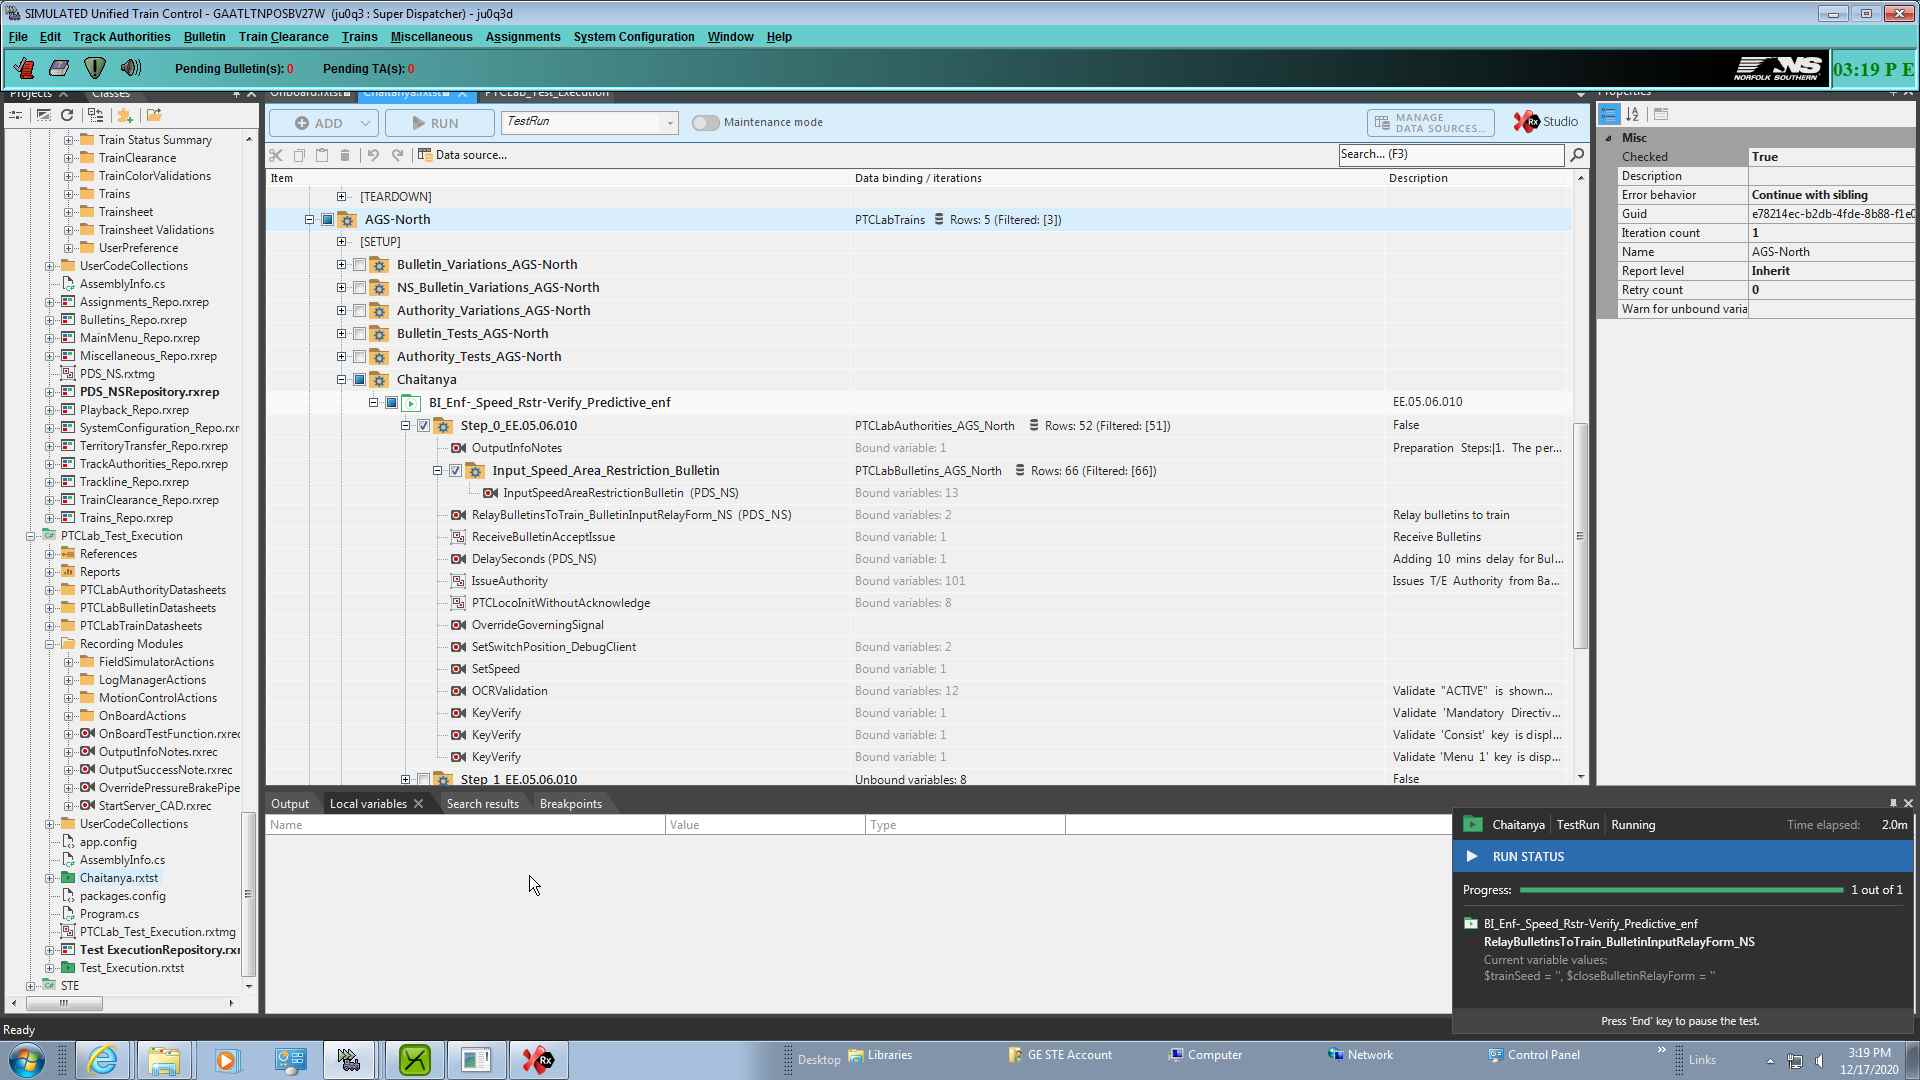 SIMULATED Unified Train Control - GAATLTNPOSBV27W (ju0q3 : Super Dispatcher) - ju0q3d
File Edit Track Authorities Bulletin Train Clearance Trains Miscellaneous Assignments System Configuration Window Help
Pending Bulletin(s): 0 Pending TA(s): 0
NS
NORFOLK SOUTHERN
03:19 P E
Projects Classes
Onboard.rxtst Chaitanya.rxtst PTCLab_Test_Execution
Properties
ADD RUN TestRun Maintenance mode MANAGE DATA SOURCES... Rx Studio
Data source... Search... (F3)
Item Data binding / iterations Description
Train Status Summary
TrainClearance
TrainColorValidations
Trains
Trainsheet
Trainsheet Validations
UserPreference
UserCodeCollections
AssemblyInfo.cs
Assignments_Repo.rxrep
Bulletins_Repo.rxrep
MainMenu_Repo.rxrep
Miscellaneous_Repo.rxrep
PDS_NS.rxtmg
PDS_NSRepository.rxrep
Playback_Repo.rxrep
SystemConfiguration_Repo.rxr
TerritoryTransfer_Repo.rxrep
TrackAuthorities_Repo.rxrep
Trackline_Repo.rxrep
TrainClearance_Repo.rxrep
Trains_Repo.rxrep
PTCLab_Test_Execution
References
Reports
PTCLabAuthorityDatasheets
PTCLabBulletinDatasheets
PTCLabTrainDatasheets
Recording Modules
FieldSimulatorActions
LogManagerActions
MotionControlActions
OnBoardActions
OnBoardTestFunction.rxrec
OutputInfoNotes.rxrec
OutputSuccessNote.rxrec
OverridePressureBrakePipe
StartServer_CAD.rxrec
UserCodeCollections
app.config
AssemblyInfo.cs
Chaitanya.rxtst
packages.config
Program.cs
PTCLab_Test_Execution.rxtmg
Test ExecutionRepository.rxr
Test_Execution.rxtst
STE
[TEARDOWN]
AGS-North PTCLabTrains Rows: 5 (Filtered: [3])
[SETUP]
Bulletin_Variations_AGS-North
NS_Bulletin_Variations_AGS-North
Authority_Variations_AGS-North
Bulletin_Tests_AGS-North
Authority_Tests_AGS-North
Chaitanya
BI_Enf-_Speed_Rstr-Verify_Predictive_enf EE.05.06.010
Step_0_EE.05.06.010 PTCLabAuthorities_AGS_North Rows: 52 (Filtered: [51]) False
OutputInfoNotes Bound variable: 1 Preparation Steps:|1. The per...
Input_Speed_Area_Restriction_Bulletin PTCLabBulletins_AGS_North Rows: 66 (Filtered: [66])
InputSpeedAreaRestrictionBulletin (PDS_NS) Bound variables: 13
RelayBulletinsToTrain_BulletinInputRelayForm_NS (PDS_NS) Bound variables: 2 Relay bulletins to train
ReceiveBulletinAcceptIssue Bound variable: 1 Receive Bulletins
DelaySeconds (PDS_NS) Bound variable: 1 Adding 10 mins delay for Bul...
IssueAuthority Bound variables: 101 Issues T/E Authority from Ba...
PTCLocoInitWithoutAcknowledge Bound variables: 8
OverrideGoverningSignal
SetSwitchPosition_DebugClient Bound variables: 2
SetSpeed Bound variable: 1
OCRValidation Bound variables: 12 Validate "ACTIVE" is shown...
KeyVerify Bound variable: 1 Validate 'Mandatory Directiv...
KeyVerify Bound variable: 1 Validate 'Consist' key is displ...
KeyVerify Bound variable: 1 Validate 'Menu 1' key is disp...
Step_1_EE.05.06.010 Unbound variables: 8 False
Misc
Checked True
Description
Error behavior Continue with sibling
Guid e78214ec-b2db-4fde-8b88-f1e0
Iteration count 1
Name AGS-North
Report level Inherit
Retry count 0
Warn for unbound varia
Output Local variables Search results Breakpoints
Name Value Type
Chaitanya TestRun Running Time elapsed: 2.0m
RUN STATUS
Progress: 1 out of 1
BI_Enf-_Speed_Rstr-Verify_Predictive_enf
RelayBulletinsToTrain_BulletinInputRelayForm_NS
Current variable values:
$trainSeed = '', $closeBulletinRelayForm = ''
Press 'End' key to pause the test.
Ready
Desktop Libraries GE STE Account Computer Network Control Panel » Links
3:19 PM
12/17/2020